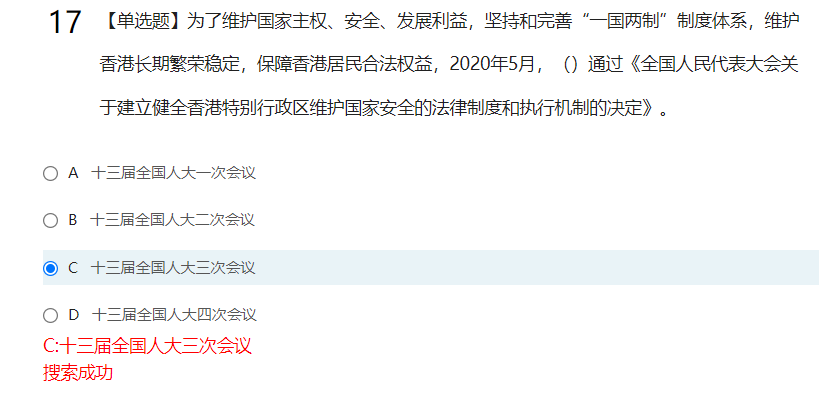 17 【单选题】为了维护国家主权、安全、发展利益，坚持和完善“一国两制”制度体系，维护
香港长期繁荣稳定，保障香港居民合法权益，2020年5月，（）通过《全国人民代表大会关
于建立健全香港特别行政区维护国家安全的法律制度和执行机制的决定》。
A 十三届全国人大一次会议
B 十三届全国人大二次会议
C 十三届全国人大三次会议
D 十三届全国人大四次会议
C:十三届全国人大三次会议
搜索成功